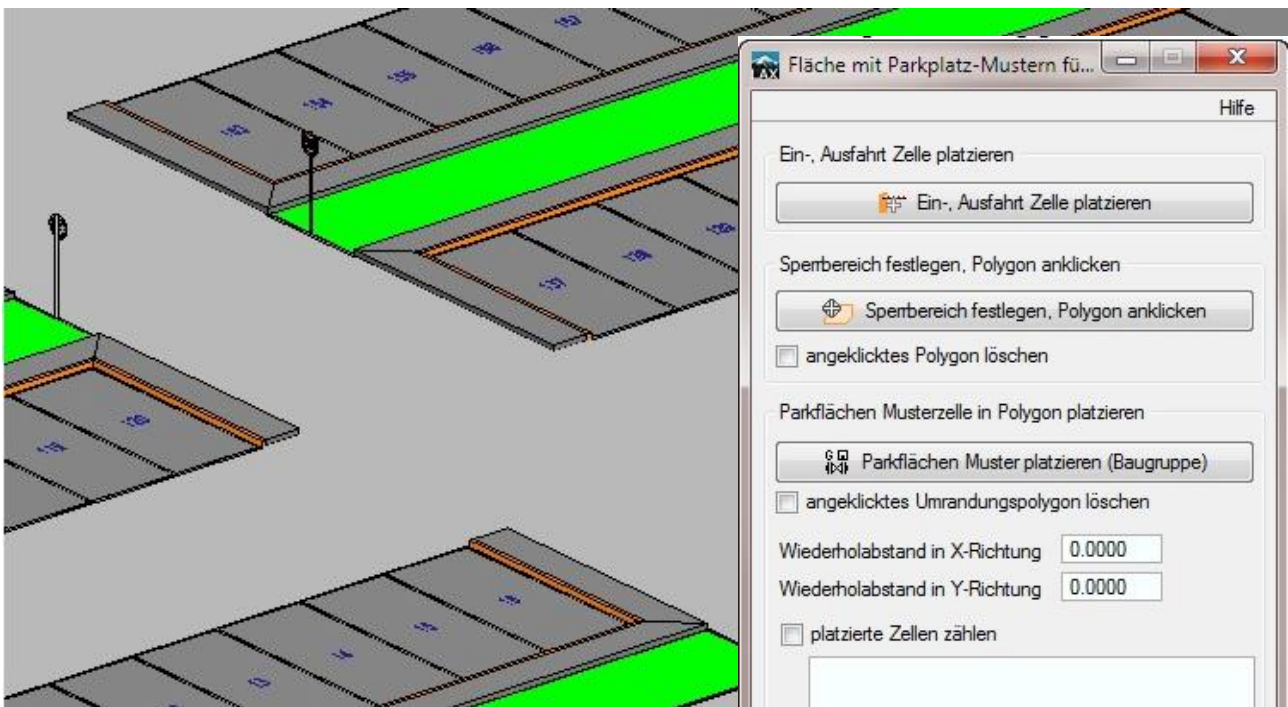 Fläche mit Parkplatz-Mustern fü...
Hilfe
Ein-, Ausfahrt Zelle platzieren
Ein-, Ausfahrt Zelle platzieren
Sperrbereich festlegen, Polygon anklicken
Sperrbereich festlegen, Polygon anklicken
angeklicktes Polygon löschen
Parkflächen Musterzelle in Polygon platzieren
Parkflächen Muster platzieren (Baugruppe)
angeklicktes Umrandungspolygon löschen
Wiederholabstand in X-Richtung 0.0000
Wiederholabstand in Y-Richtung 0.0000
platzierte Zellen zählen